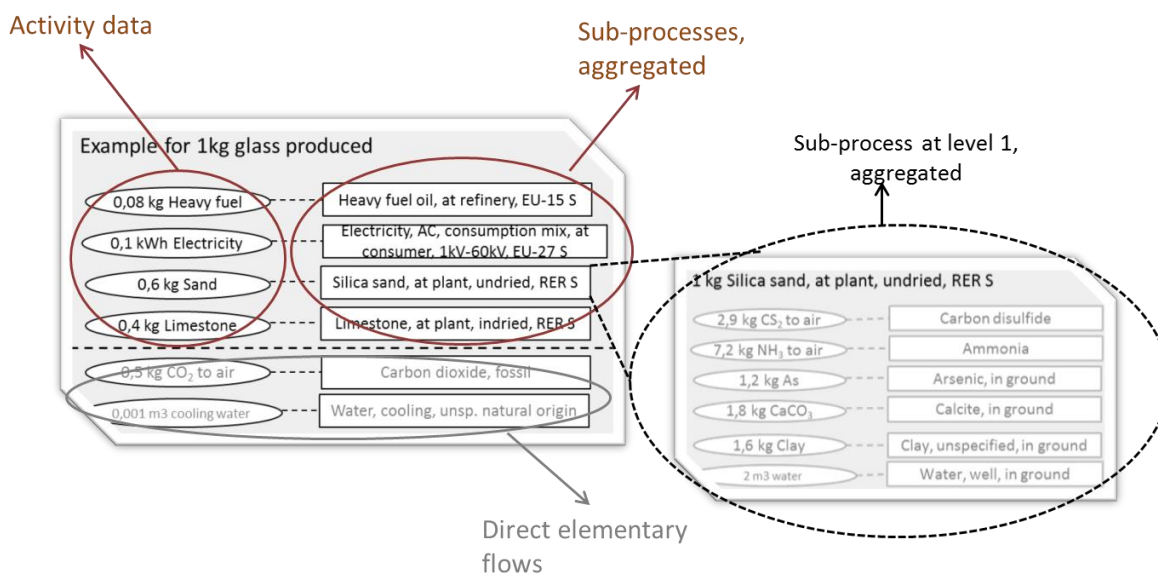 Activity data
Sub-processes,
aggregated
Example for 1kg glass produced
0,08 kg Heavy fuel
Heavy fuel oil, at refinery, EU-15 S
0,1 kWh Electricity
Electricity, AC, consumption mix, at
consumer, 1kV-60kV, EU-27 S
0,6 kg Sand
Silica sand, at plant, undried, RER S
0,4 kg Limestone
Limestone, at plant, indried, RER S
0,5 kg CO₂ to air
Carbon dioxide, fossil
0,001 m3 cooling water
Water, cooling, unsp. natural origin
Direct elementary
flows
Sub-process at level 1,
aggregated
1 kg Silica sand, at plant, undried, RER S
2,9 kg CS₂ to air
Carbon disulfide
7,2 kg NH₃ to air
Ammonia
1,2 kg As
Arsenic, in ground
1,8 kg CaCO₃
Calcite, in ground
1,6 kg Clay
Clay, unspecified, in ground
2 m3 water
Water, well, in ground